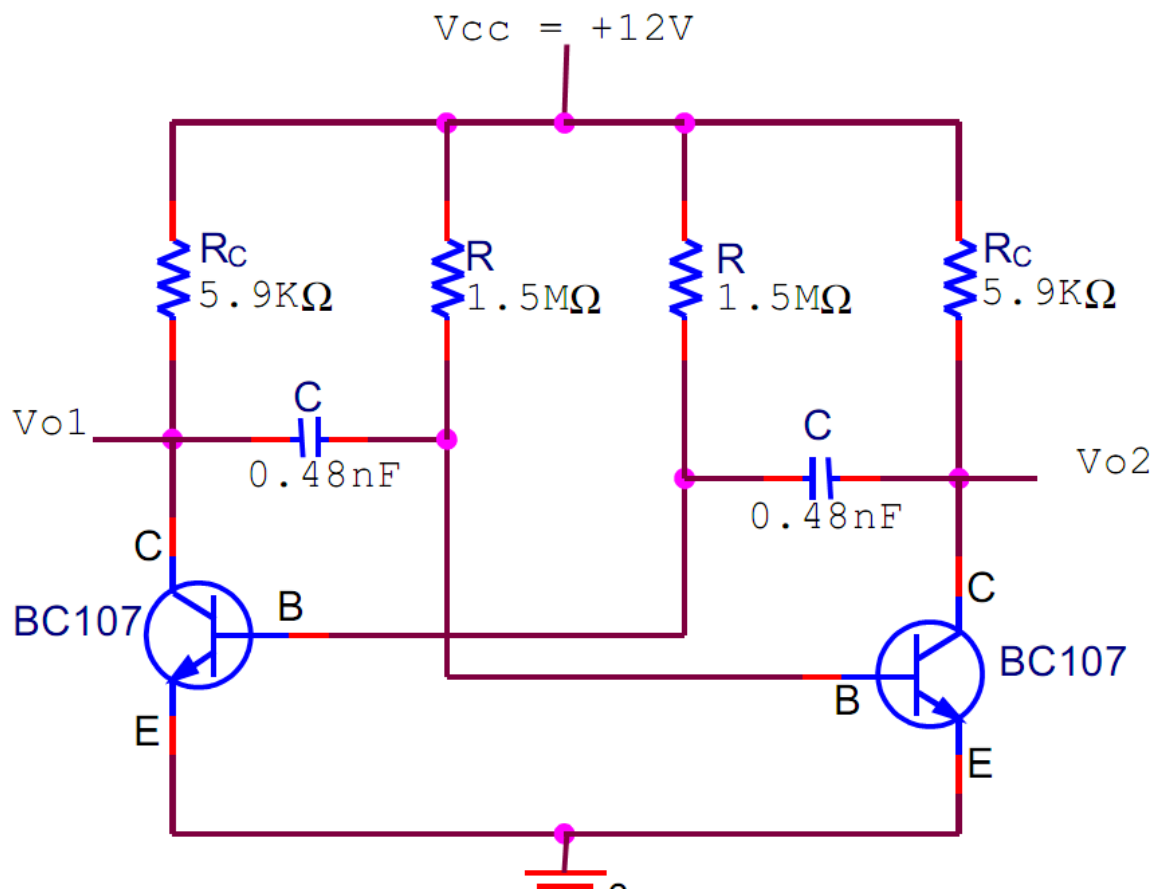 Vcc = +12V
RC
5.9KΩ
R
1.5MΩ
R
1.5MΩ
RC
5.9KΩ
Vo1
C
0.48nF
C
0.48nF
Vo2
C
BC107
B
E
C
BC107
B
E